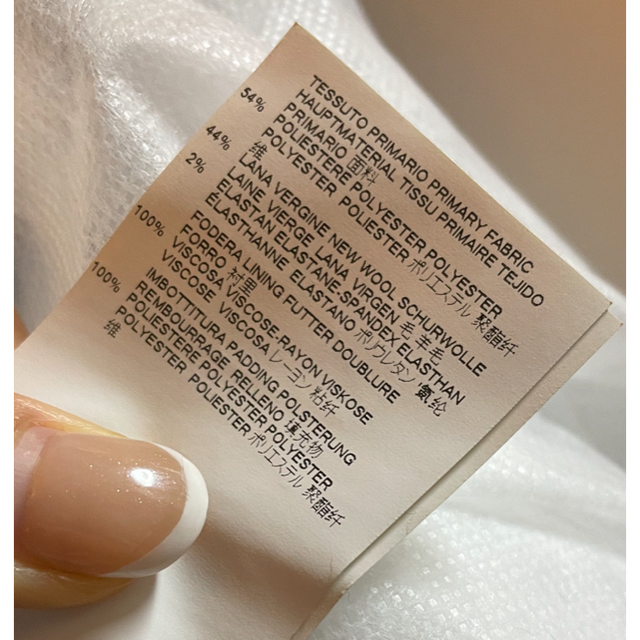 TESSUTO PRIMARIO PRIMARY FABRIC
HAUPTMATERIAL TISSU PRIMAIRE TEJIDO
PRIMARIO 面料
54% POLIESTERE POLYESTER POLYESTER
POLYESTER POLIESTER ポリエステル 聚酯纤
维
44% LANA VERGINE NEW WOOL SCHURWOLLE
LAINE VIERGE LANA VIRGEN 毛 羊毛
2% ELASTAN ELASTANE-SPANDEX ELASTHAN
ELASTHANNE ELASTANO ポリウレタン 氨纶
FODERA LINING FUTTER DOUBLURE
FORRO 衬里
100% VISCOSA VISCOSE-RAYON VISKOSE
VISCOSE VISCOSA レーヨン 粘纤
IMBOTTITURA PADDING POLSTERUNG
REMBOURRAGE RELLENO 填充物
100% POLIESTERE POLYESTER POLYESTER
POLYESTER POLIESTER ポリエステル 聚酯纤
维